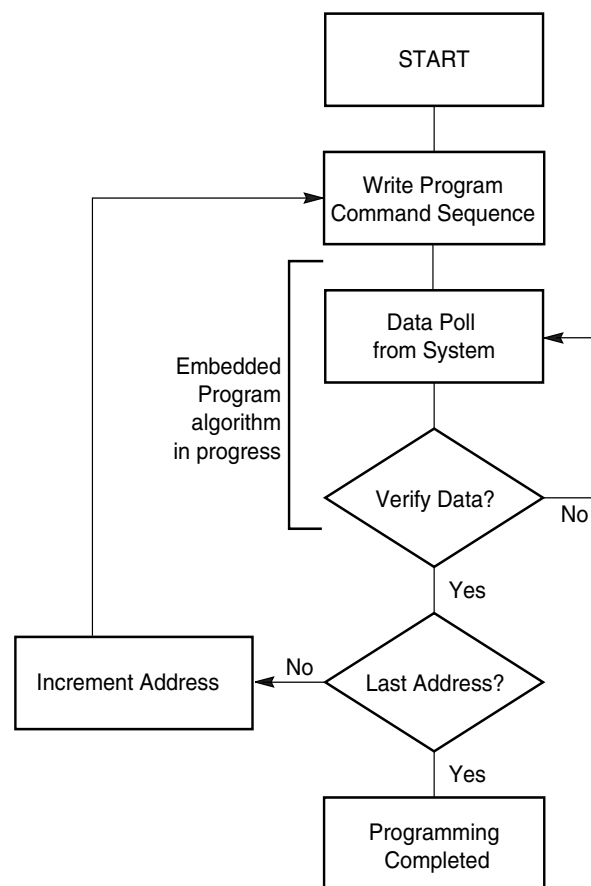 START
Write Program
Command Sequence
Data Poll
from System
Embedded
Program
algorithm
in progress
Verify Data?
No
Yes
Increment Address
No
Last Address?
Yes
Programming
Completed